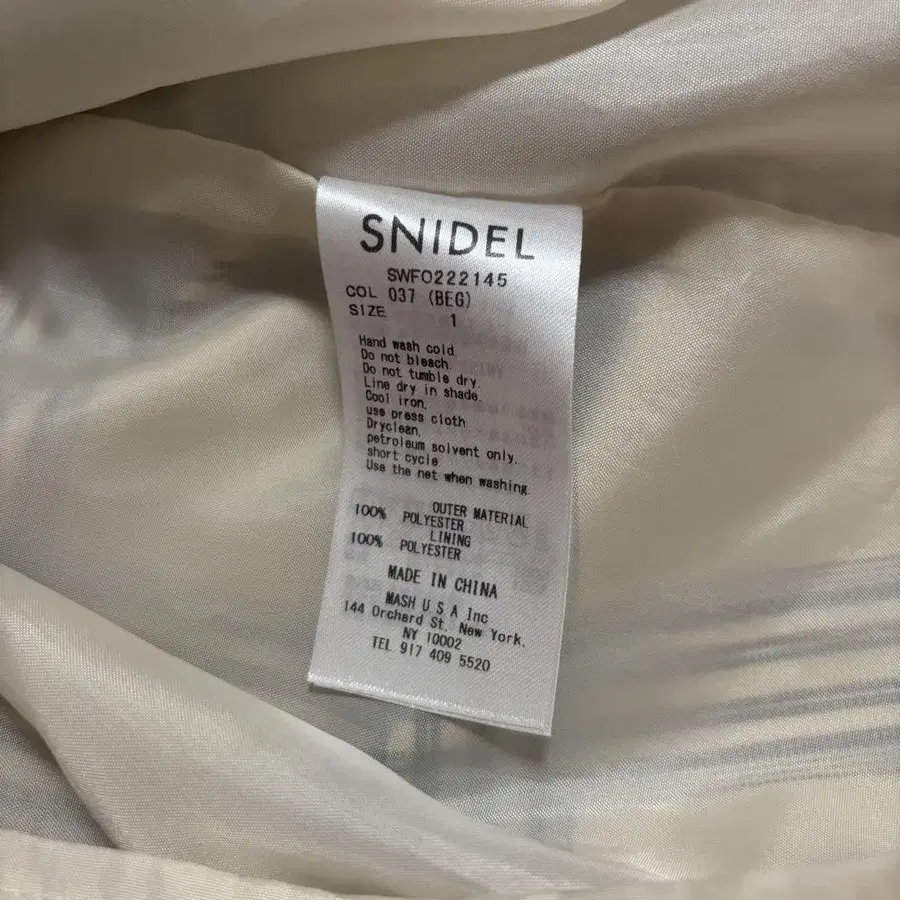 SNIDEL
SWFO222145
COL 037 (BEG)
SIZE 1
Hand wash cold.
Do not bleach.
Do not tumble dry.
Line dry in shade.
Cool iron,
use press cloth
Dryclean,
petroleum solvent only.
short cycle
Use the net when washing.
OUTER MATERIAL
100% POLYESTER
LINING
100% POLYESTER
MADE IN CHINA
MASH U S A Inc
144 Orchard St. New York,
NY 10002
TEL 917 409 5520